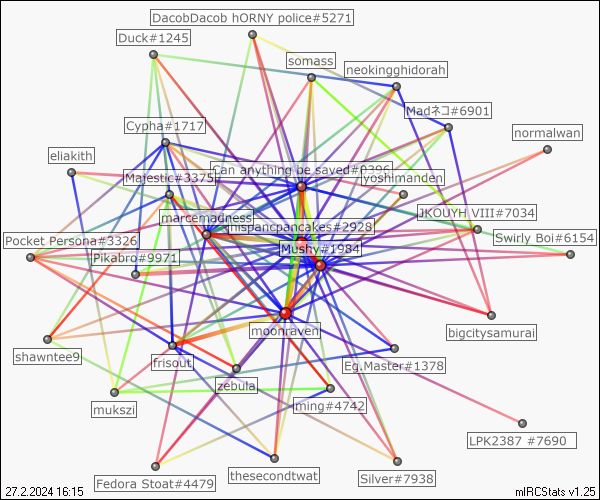 DacobDacob hORNY police#5271
Duck#1245
somass
neokingghidorah
Madネコ#6901
Cypha#1717
normalwan
eliakith
Can anything be saved#0396
Majestic#3375
yoshimanden
marcemadness
JKOUYH VIII#7034
hispancpancakes#2928
Pocket Persona#3326
Mushy#1984
Swirly Boi#6154
Pikabro#9971
moonraven
bigcitysamurai
shawntee9
frisout
Eg.Master#1378
zebula
mukszi
ming#4742
LPK2387 #7690
thesecondtwat
Silver#7938
Fedora Stoat#4479
27.2.2024 16:15
mIRCStats v1.25